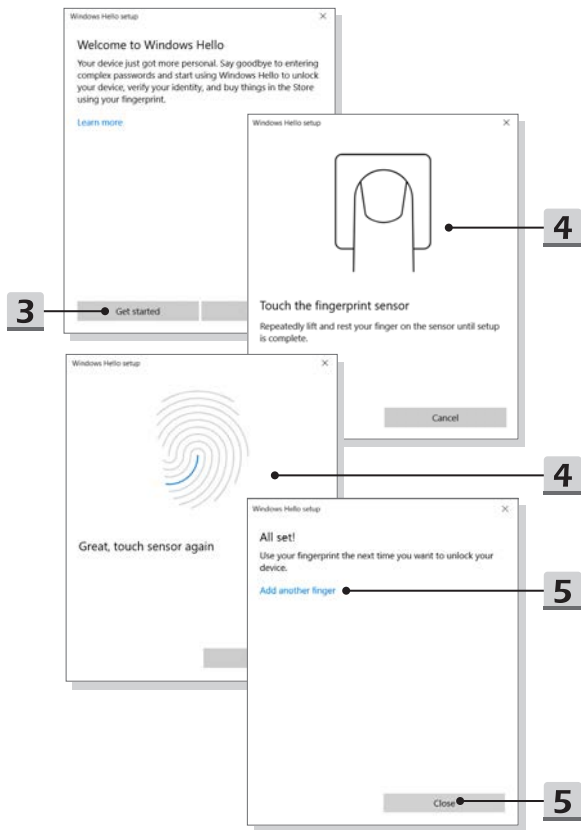 Windows Hello setup
Welcome to Windows Hello
Your device just got more personal. Say goodbye to entering
complex passwords and start using Windows Hello to unlock
your device, verify your identity, and buy things in the Store
using your fingerprint.
Learn more
3
Get started
Windows Hello setup
4
Touch the fingerprint sensor
Repeatedly lift and rest your finger on the sensor until setup
is complete.
Cancel
Windows Hello setup
4
Great, touch sensor again
Windows Hello setup
All set!
Use your fingerprint the next time you want to unlock your
device.
Add another finger
5
Close
5